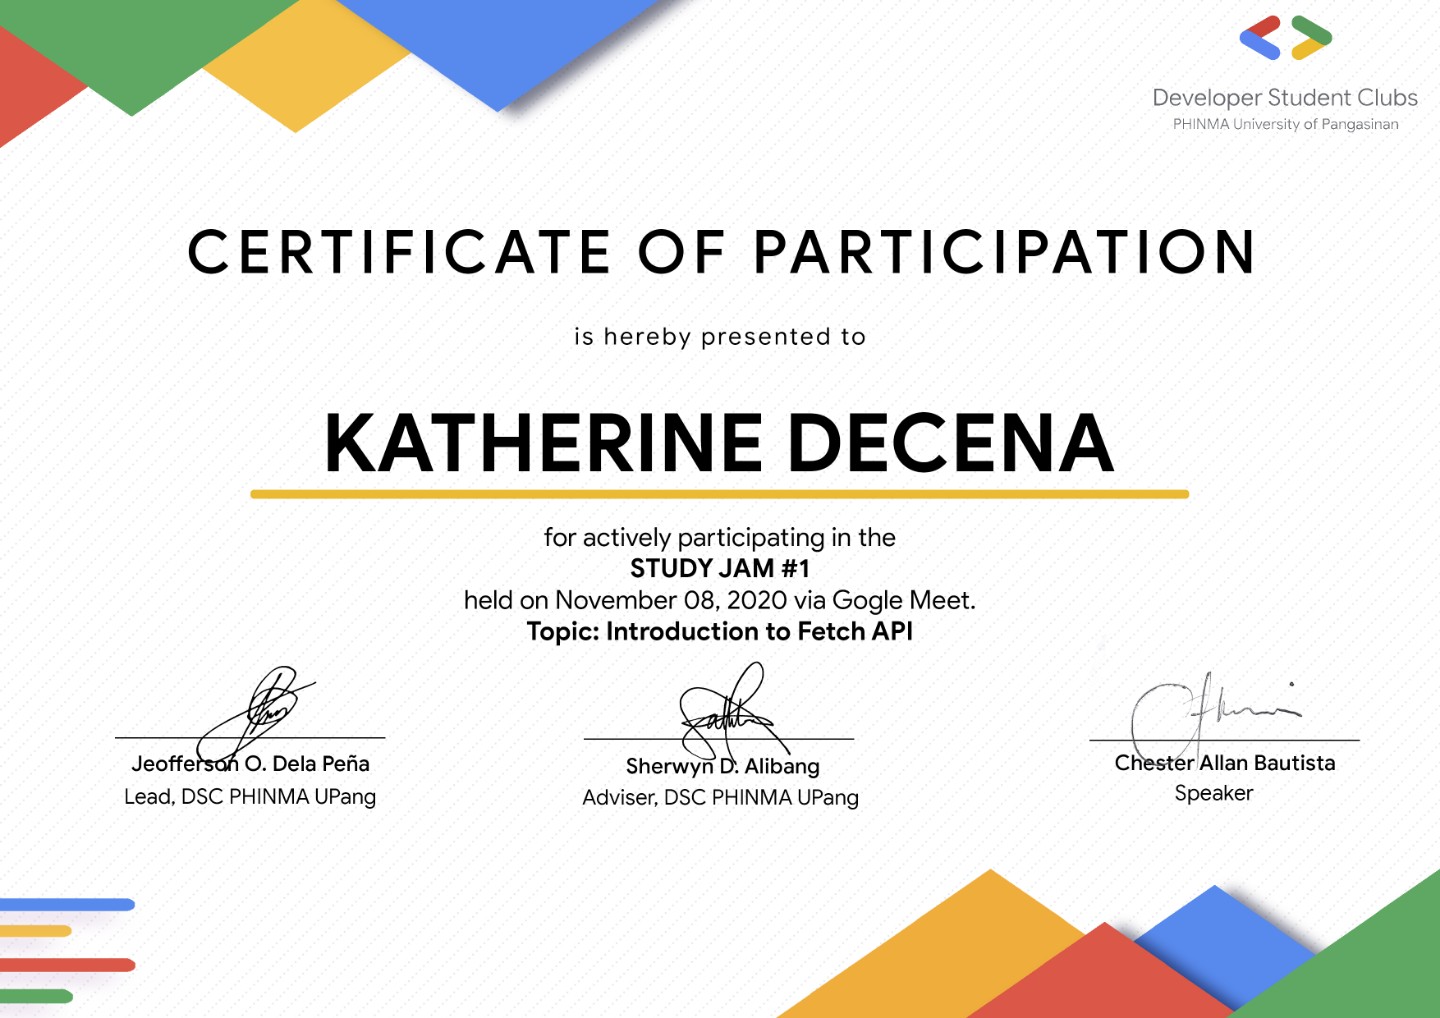 Developer Student Clubs
PHINMA University of Pangasinan
CERTIFICATE OF PARTICIPATION
is hereby presented to
KATHERINE DECENA
for actively participating in the
STUDY JAM #1
held on November 08, 2020 via Gogle Meet.
Topic: Introduction to Fetch API
Jeofferson O. Dela Peña
Lead, DSC PHINMA UPang
Sherwyn D. Alibang
Adviser, DSC PHINMA UPang
Chester Allan Bautista
Speaker